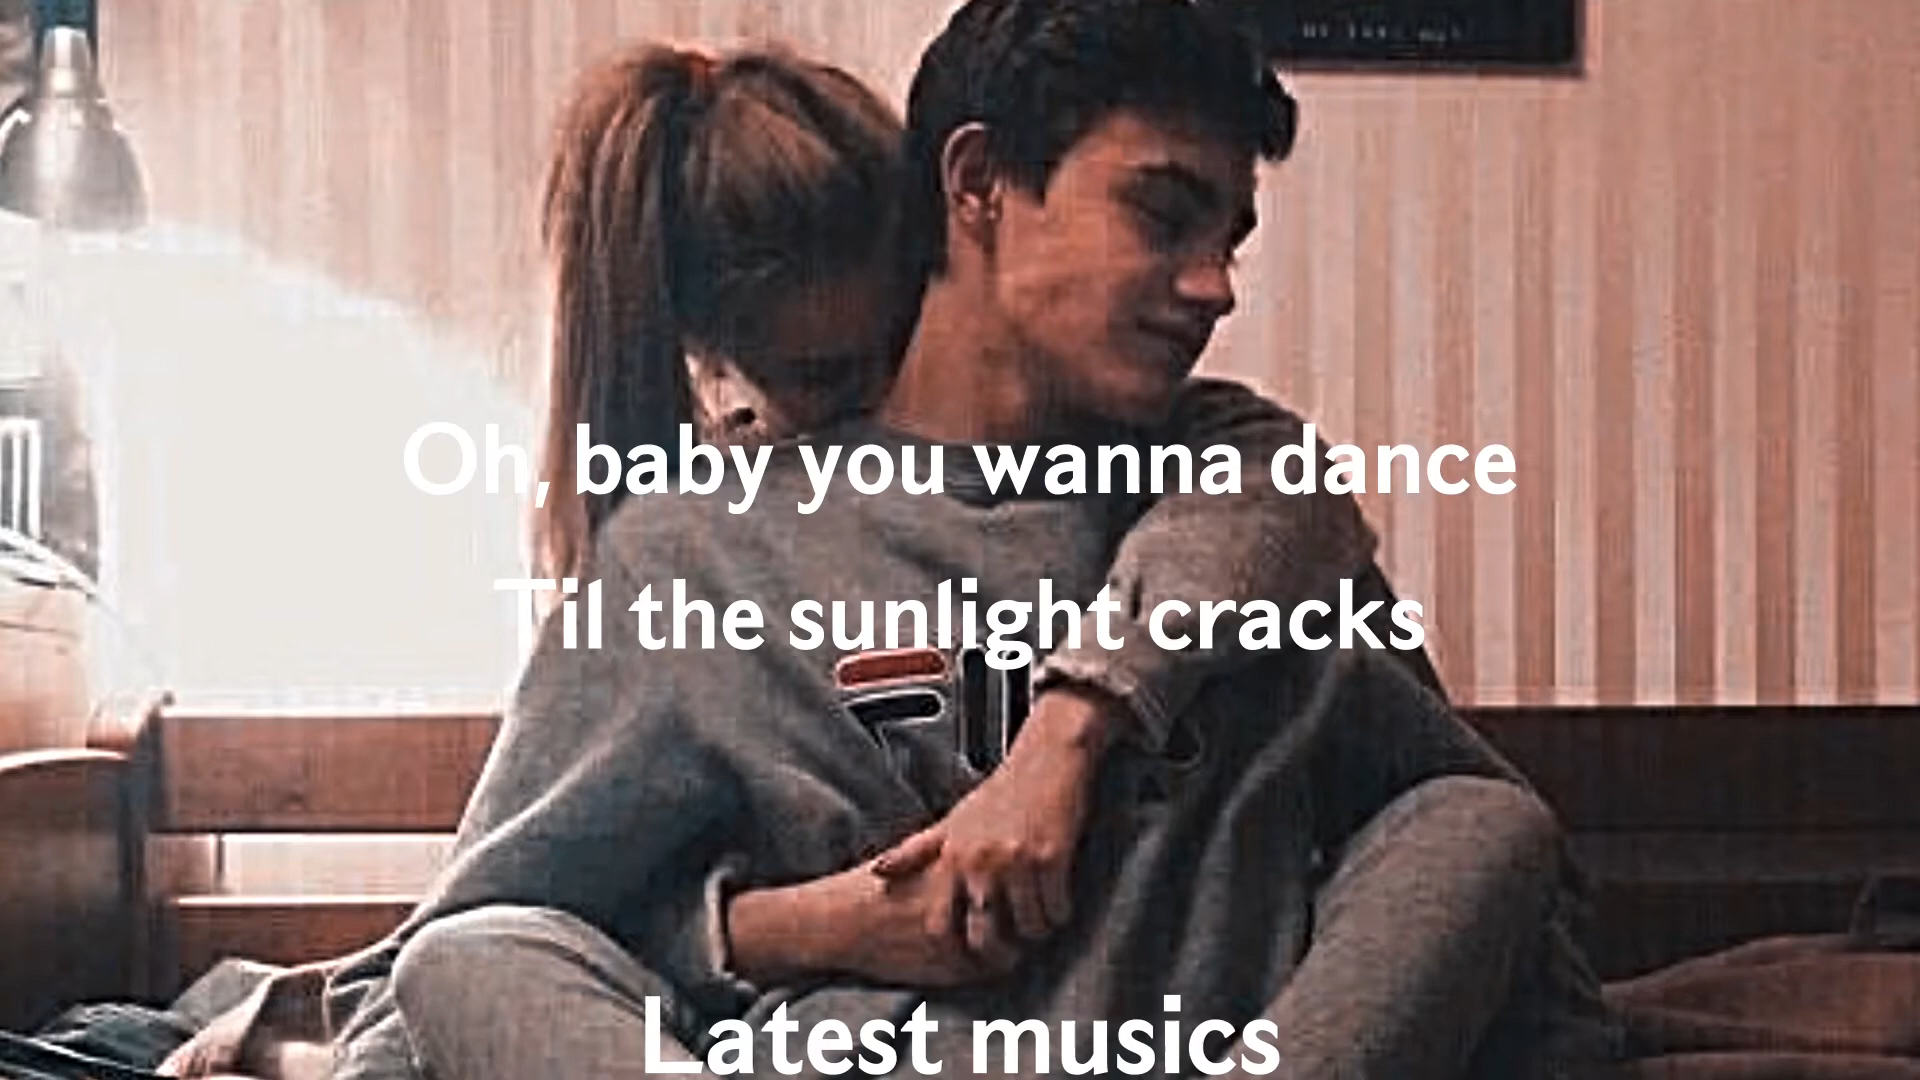 Oh, baby you wanna dance
Til the sunlight cracks
Latest musics